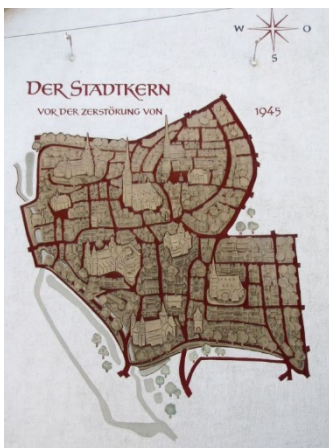 W O
S
DER STADTKERN
VOR DER ZERSTÖRUNG VON 1945